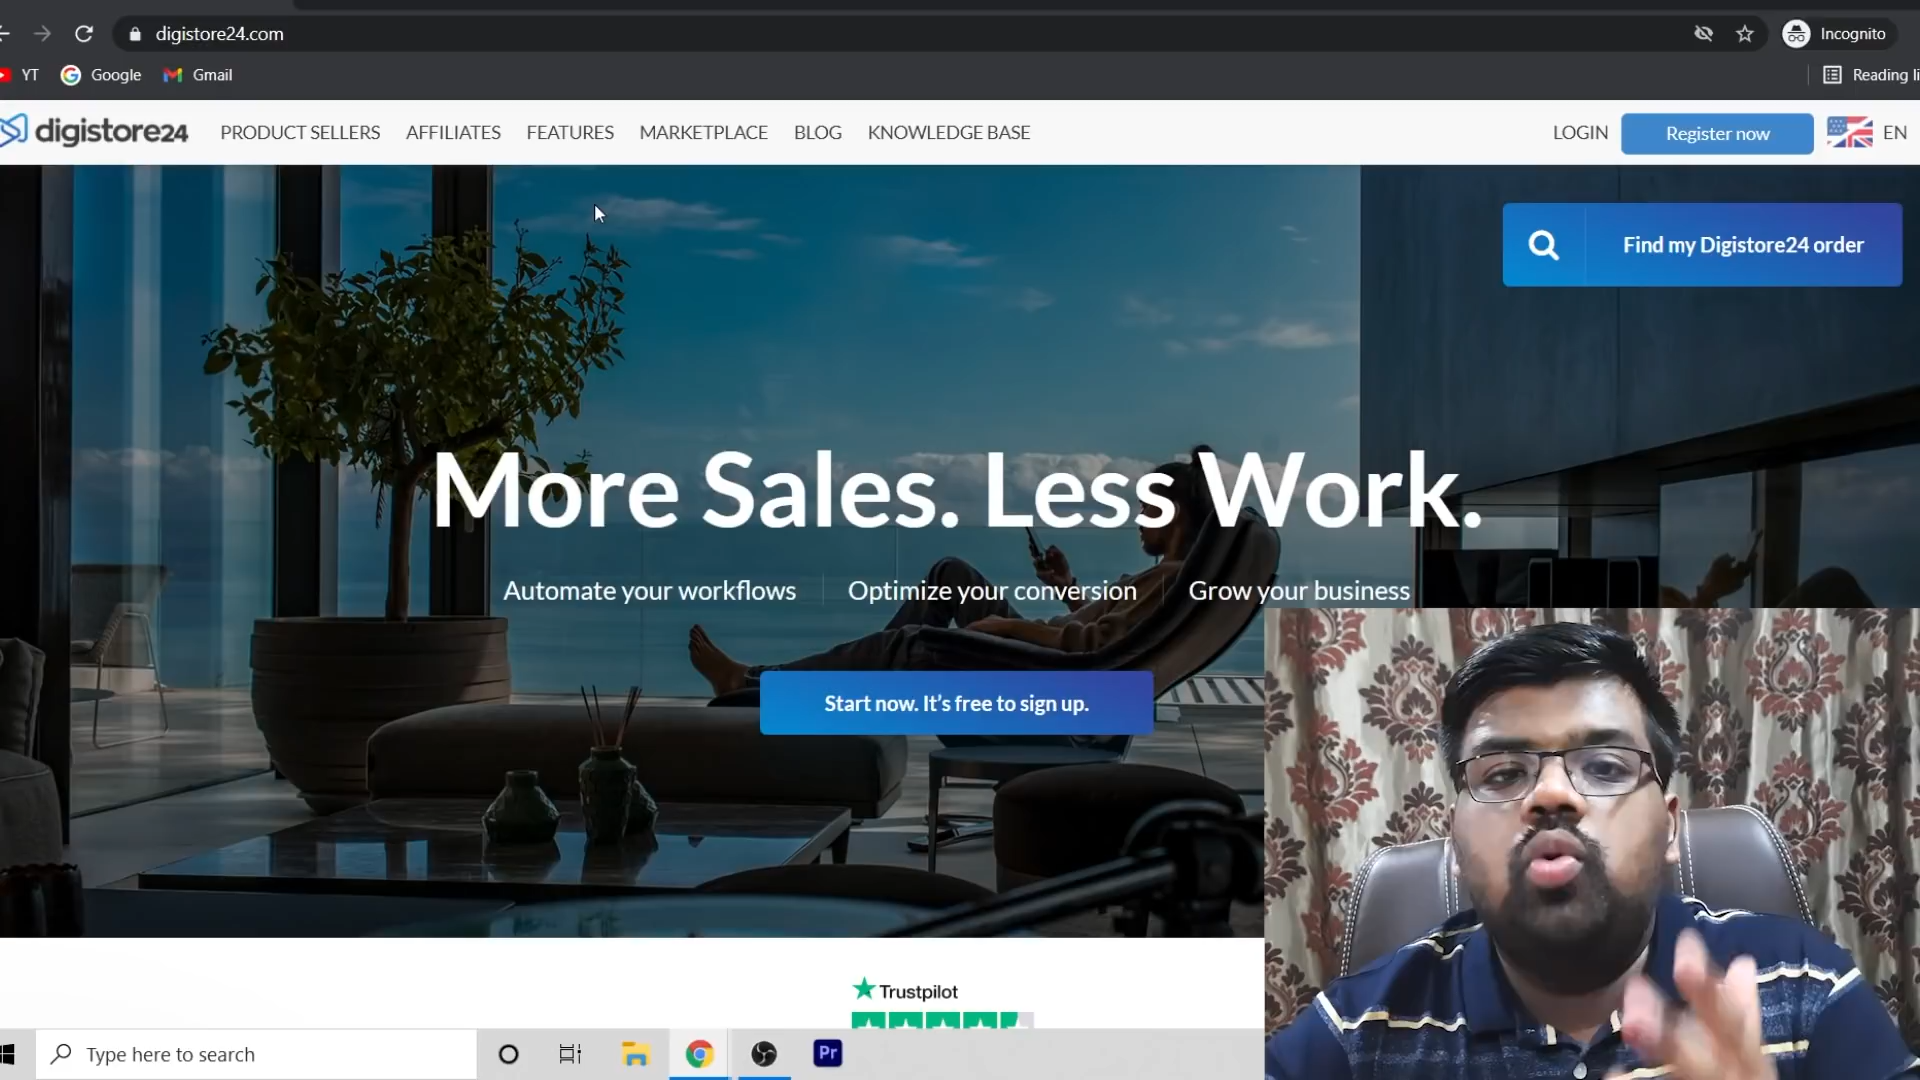 digistore24.com
Incognito
YT
Google
Gmail
Reading li
digistore24
PRODUCT SELLERS
AFFILIATES
FEATURES
MARKETPLACE
BLOG
KNOWLEDGE BASE
LOGIN
Register now
EN
Find my Digistore24 order
More Sales. Less Work.
Automate your workflows
Optimize your conversion
Grow your business
Start now. It's free to sign up.
Trustpilot
Type here to search
Pr